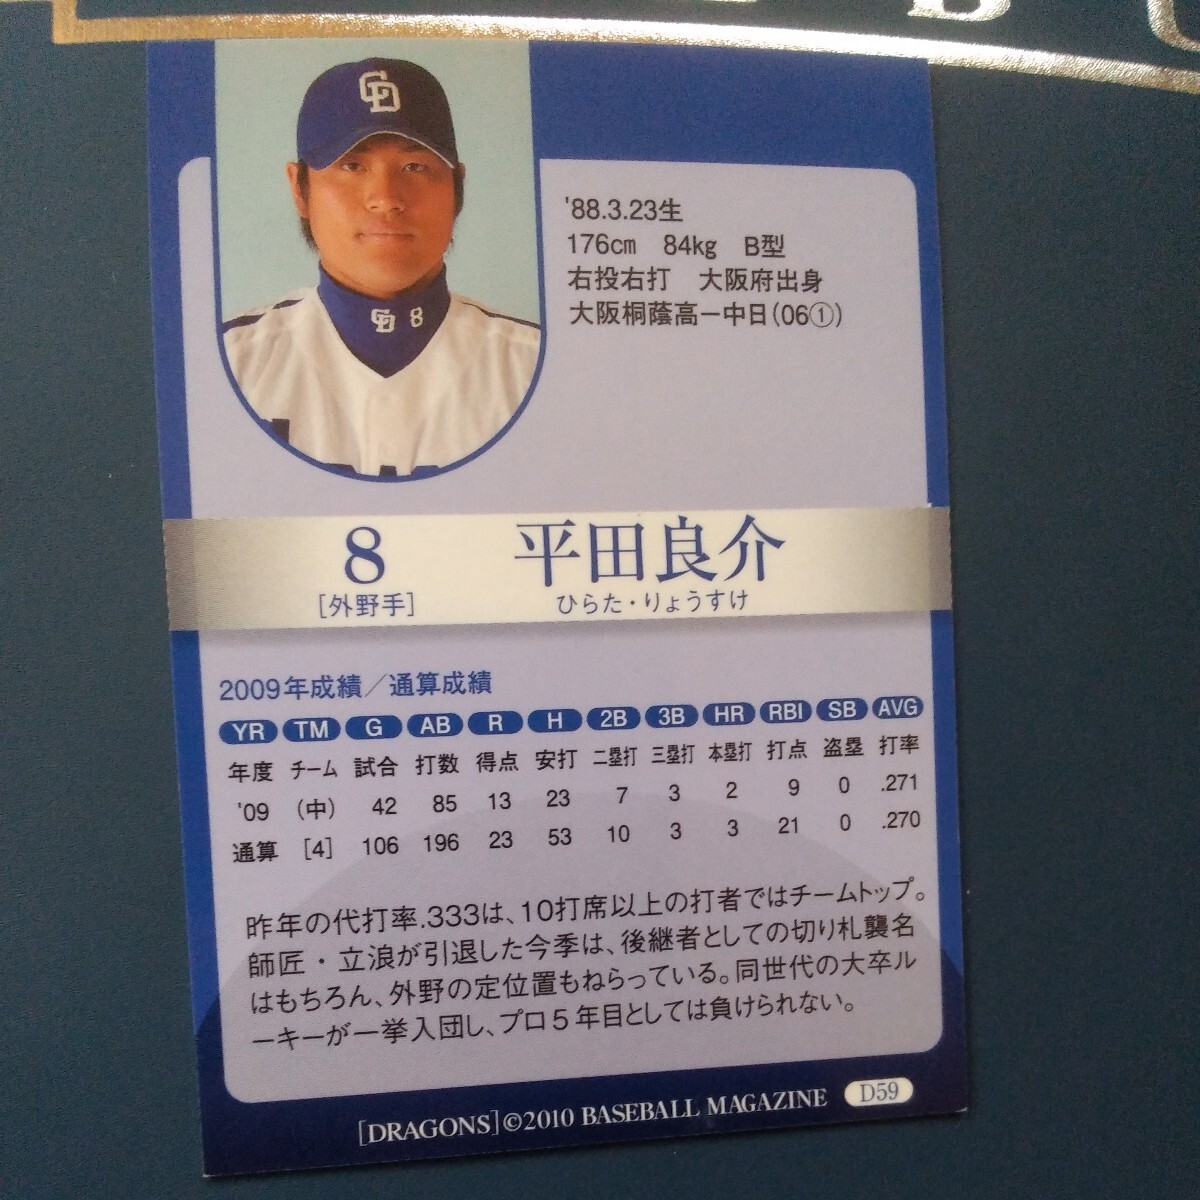 B
CD
CD 8
'88.3.23生
176cm 84kg B型
右投右打 大阪府出身
大阪桐蔭高ー中日(06①)
8
[外野手]
平田良介
ひらた・りょうすけ
2009年成績／通算成績
YR TM G AB R H 2B 3B HR RBI SB AVG
年度 チーム 試合 打数 得点 安打 二塁打 三塁打 本塁打 打点 盗塁 打率
'09 (中) 42 85 13 23 7 3 2 9 0 .271
通算 [4] 106 196 23 53 10 3 3 21 0 .270
昨年の代打率.333は、10打席以上の打者ではチームトップ。
師匠・立浪が引退した今季は、後継者としての切り札襲名
はもちろん、外野の定位置もねらっている。同世代の大卒ル
ーキーが一挙入団し、プロ5年目としては負けられない。
[DRAGONS]©2010 BASEBALL MAGAZINE D59